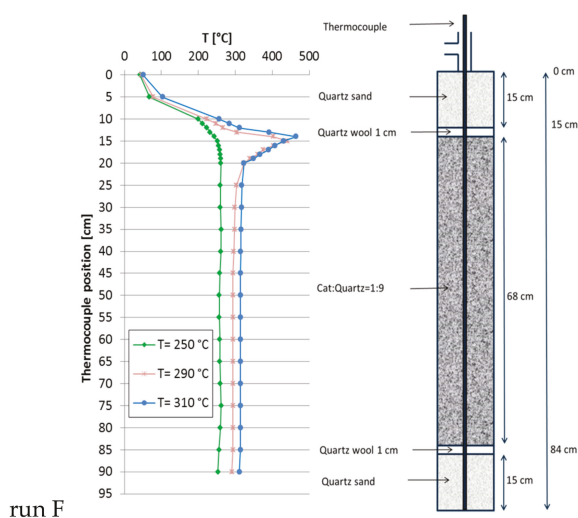 T [°C]
0 100 200 300 400 500
Thermocouple position [cm]
0
5
10
15
20
25
30
35
40
45
50
55
60
65
70
75
80
85
90
95
T= 250 °C
T= 290 °C
T= 310 °C
Thermocouple
0 cm
Quartz sand
15 cm
15 cm
Quartz wool 1 cm
Cat:Quartz=1:9
68 cm
Quartz wool 1 cm
84 cm
Quartz sand
15 cm
run F